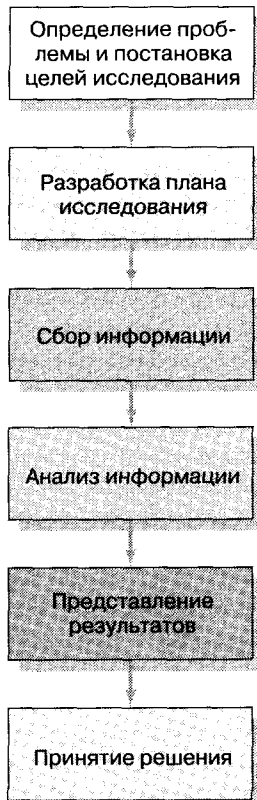 Определение проб-
лемы и постановка
целей исследования
Разработка плана
исследования
Сбор информации
Анализ информации
Представление
результатов
Принятие решения